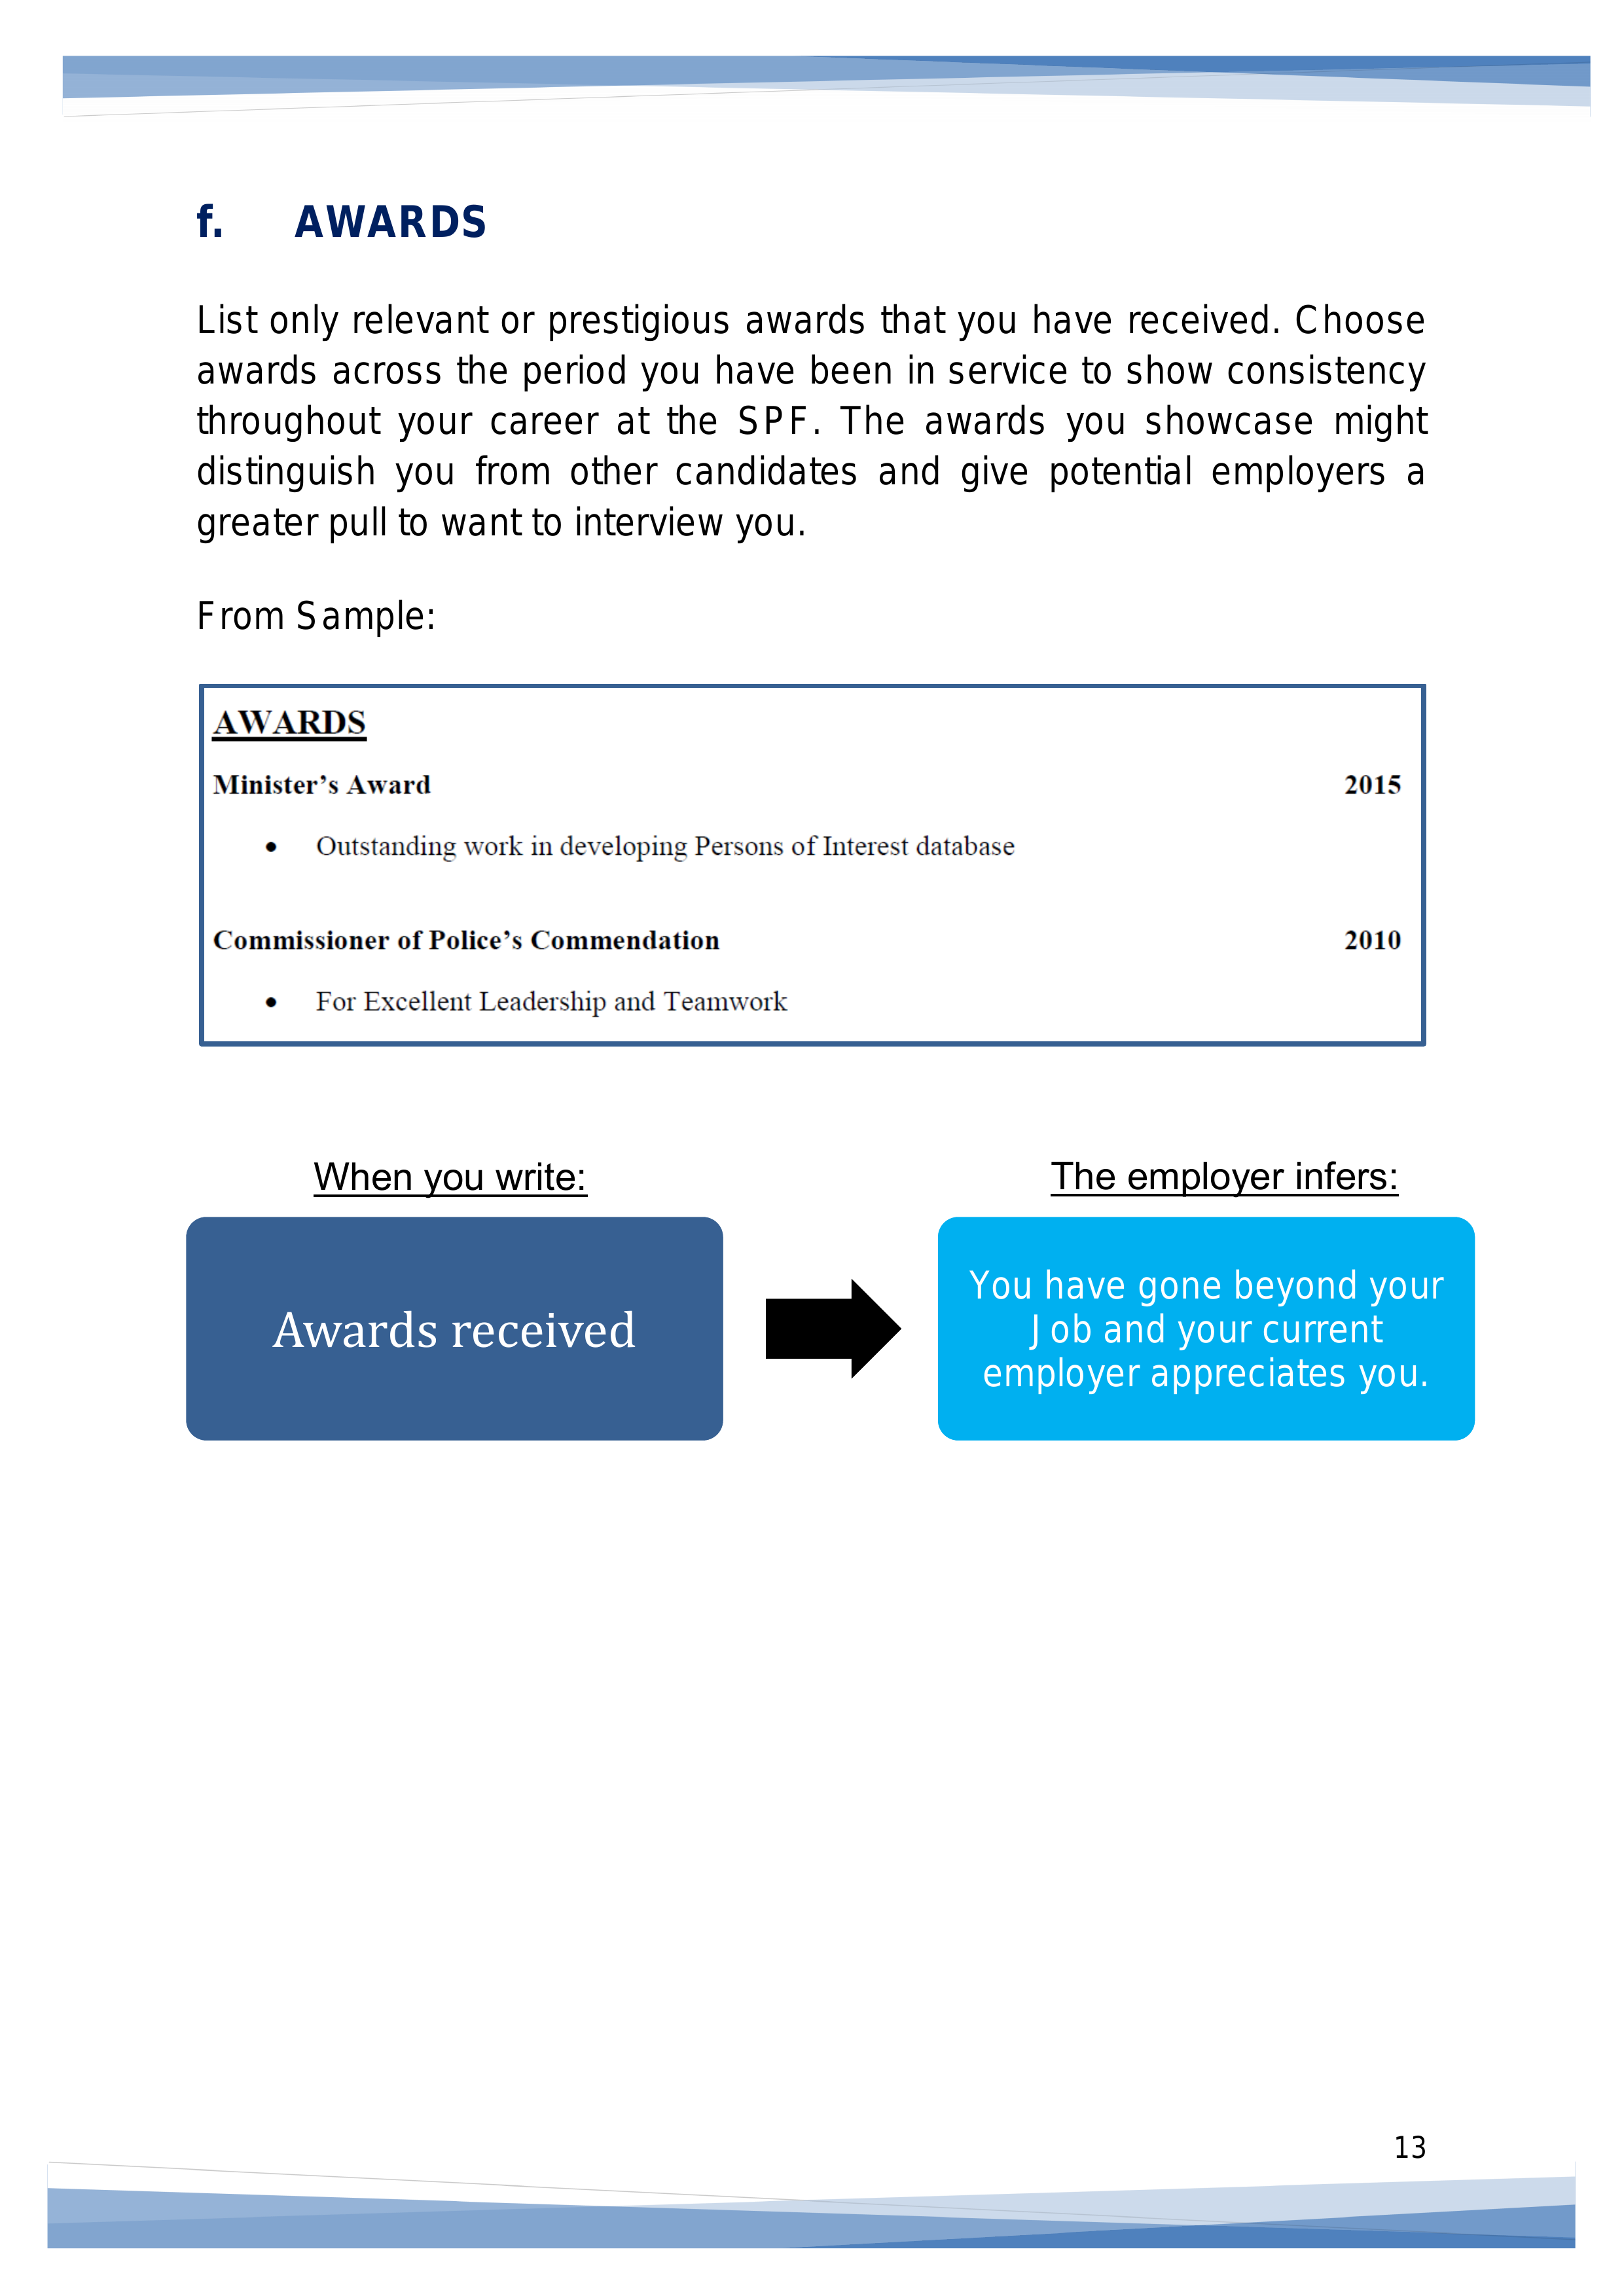 f. AWARDS
List only relevant or prestigious awards that you have received. Choose
awards across the period you have been in service to show consistency
throughout your career at the SPF. The awards you showcase might
distinguish you from other candidates and give potential employers a
greater pull to want to interview you.
From Sample:
AWARDS
Minister’s Award 2015
• Outstanding work in developing Persons of Interest database
Commissioner of Police’s Commendation 2010
• For Excellent Leadership and Teamwork
When you write:
The employer infers:
Awards received
You have gone beyond your
Job and your current
employer appreciates you.
13